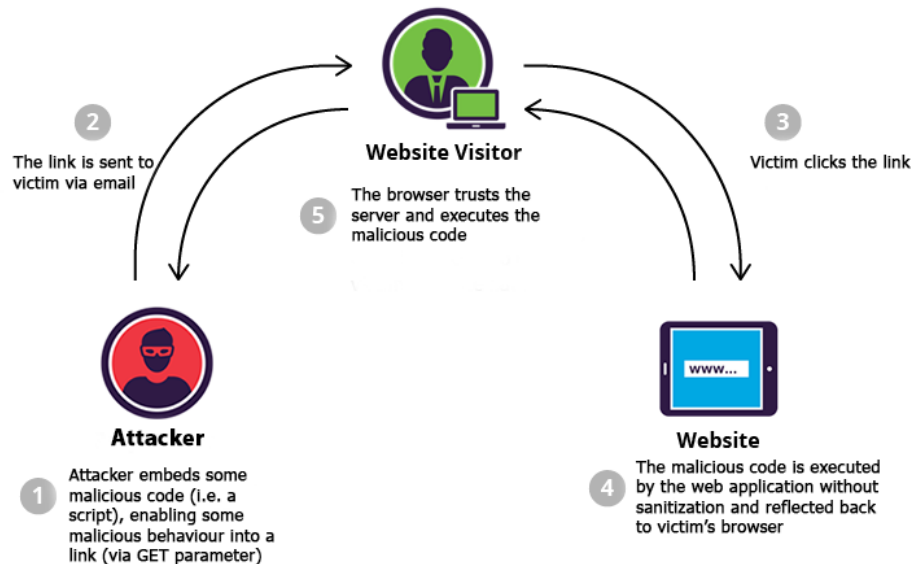 2
The link is sent to
victim via email
Website Visitor
3
Victim clicks the link
5
The browser trusts the
server and executes the
malicious code
Attacker
1
Attacker embeds some
malicious code (i.e. a
script), enabling some
malicious behaviour into a
link (via GET parameter)
www...
Website
4
The malicious code is executed
by the web application without
sanitization and reflected back
to victim's browser